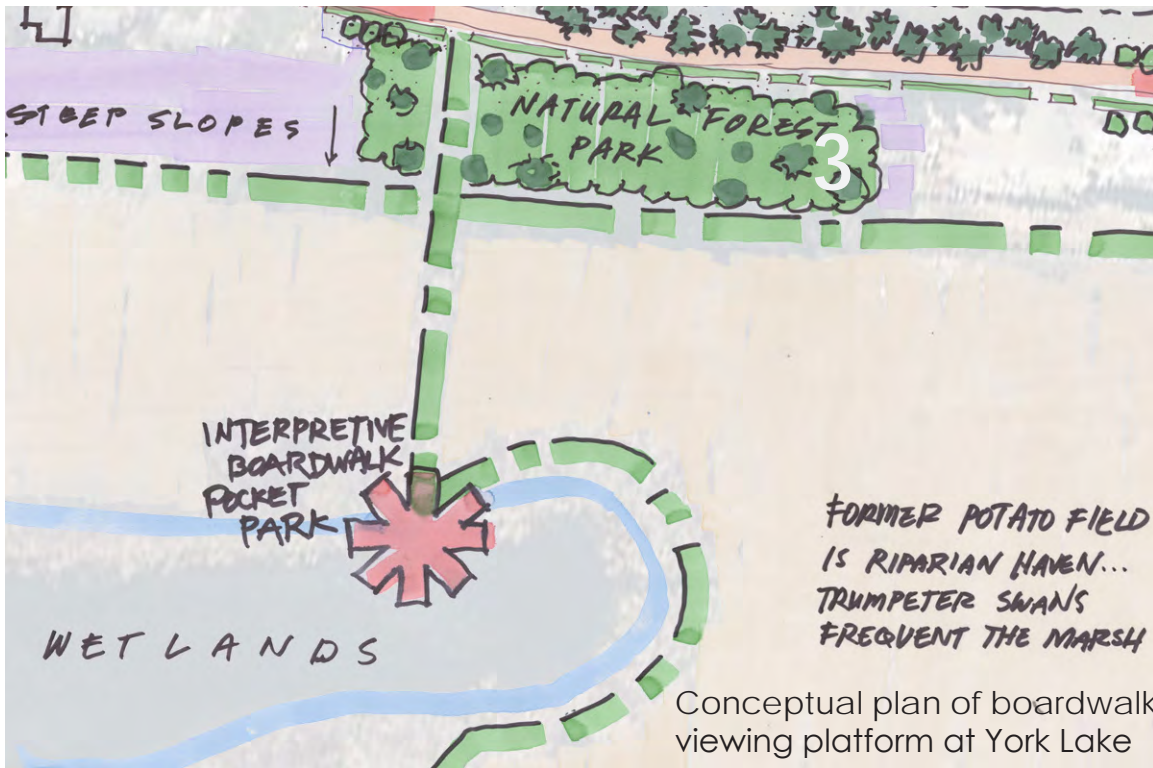 STEEP SLOPES
NATURAL FOREST
PARK
3
INTERPRETIVE
BOARDWALK
POCKET
PARK
FORMER POTATO FIELD
IS RIPARIAN HAVEN...
TRUMPETER SWANS
FREQUENT THE MARSH
WETLANDS
Conceptual plan of boardwalk
viewing platform at York Lake